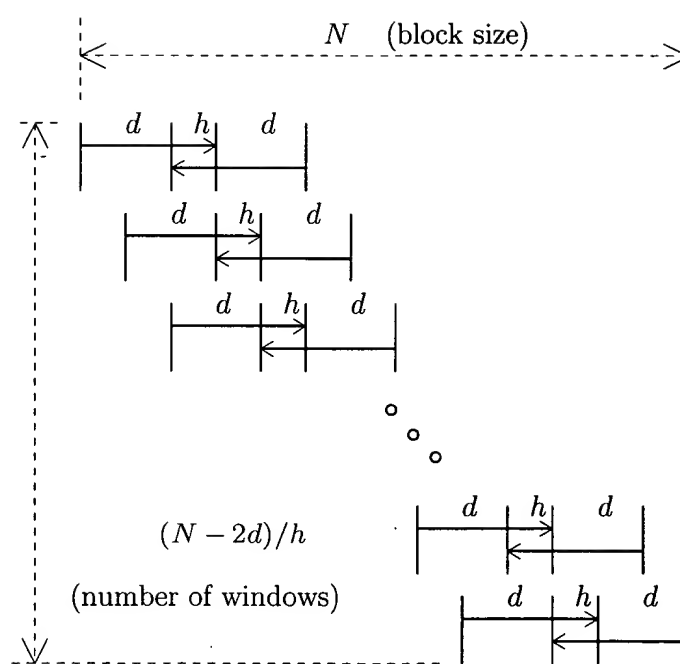 N (block size)
d h d
d h d
d h d
d h d
(N − 2d)/h
d h d
(number of windows)